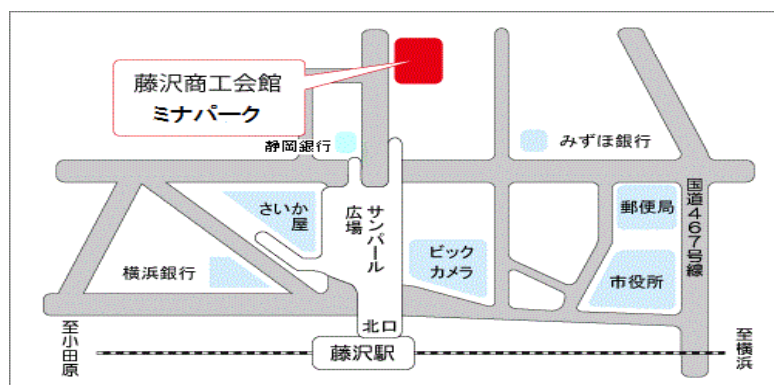 藤沢商工会館
ミナパーク
静岡銀行
みずほ銀行
さいか
屋
サンパール
広場
ビック
カメラ
郵便局
市役所
国道467号線
横浜銀行
北口
藤沢駅
至小田原
至横浜